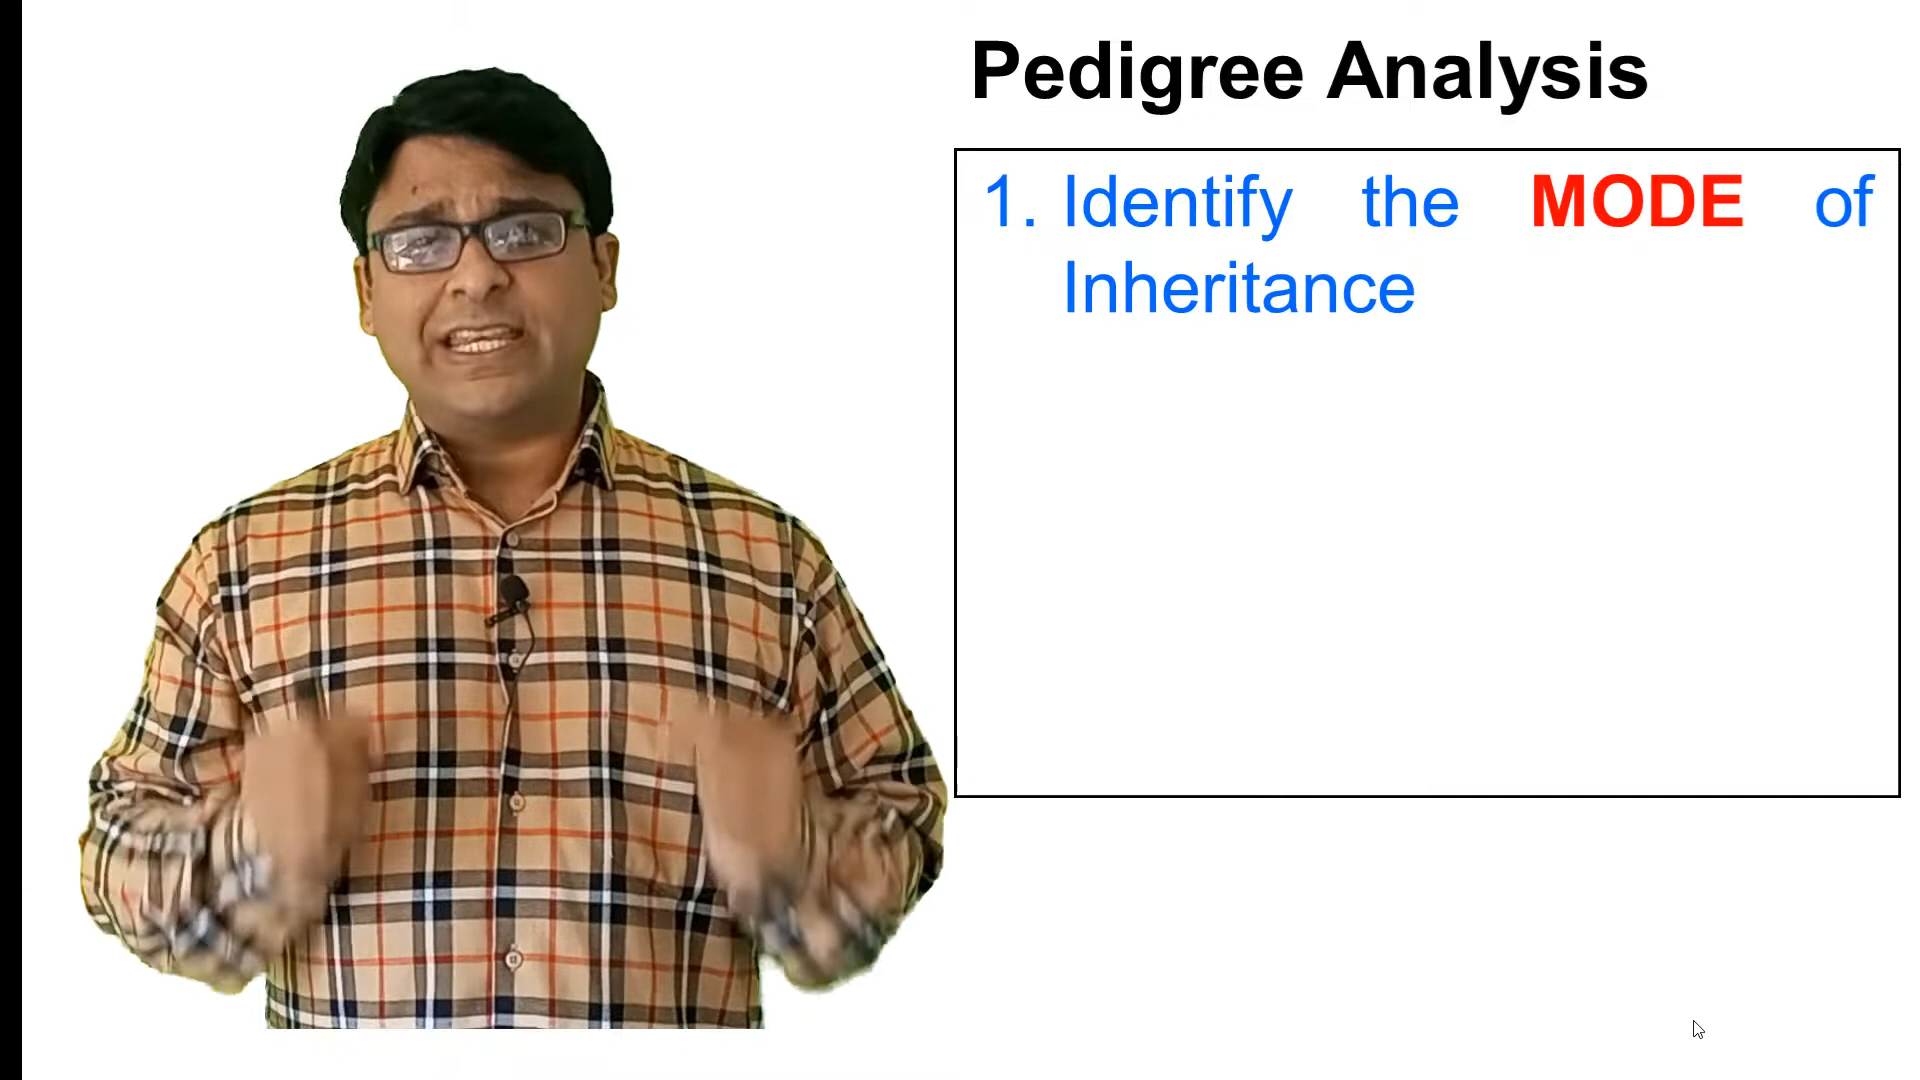 Pedigree Analysis
1. Identify the MODE of
Inheritance